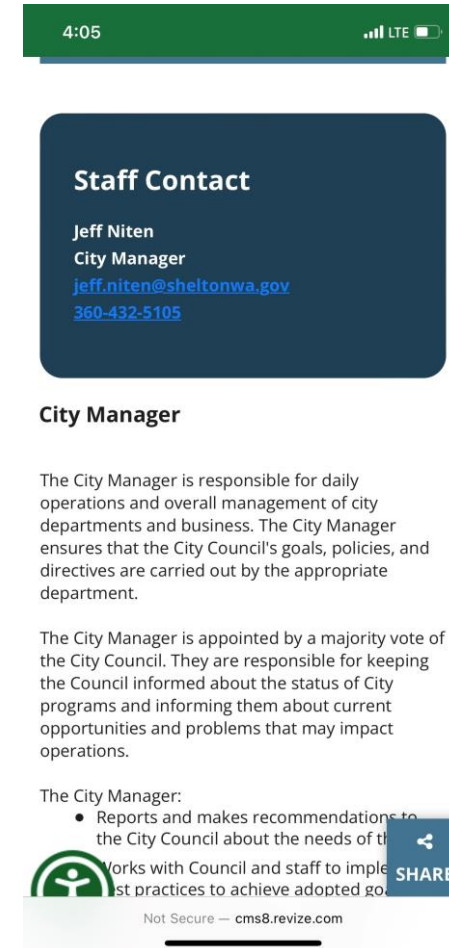 4:05
LTE
Staff Contact
Jeff Niten
City Manager
jeff.niten@sheltonwa.gov
360-432-5105
City Manager
The City Manager is responsible for daily
operations and overall management of city
departments and business. The City Manager
ensures that the City Council's goals, policies, and
directives are carried out by the appropriate
department.
The City Manager is appointed by a majority vote of
the City Council. They are responsible for keeping
the Council informed about the status of City
programs and informing them about current
opportunities and problems that may impact
operations.
The City Manager:
● Reports and makes recommendations to
the City Council about the needs of
Works with Council and staff to
practices to achieve adopted
SHARE
Not Secure — cms8.revize.com